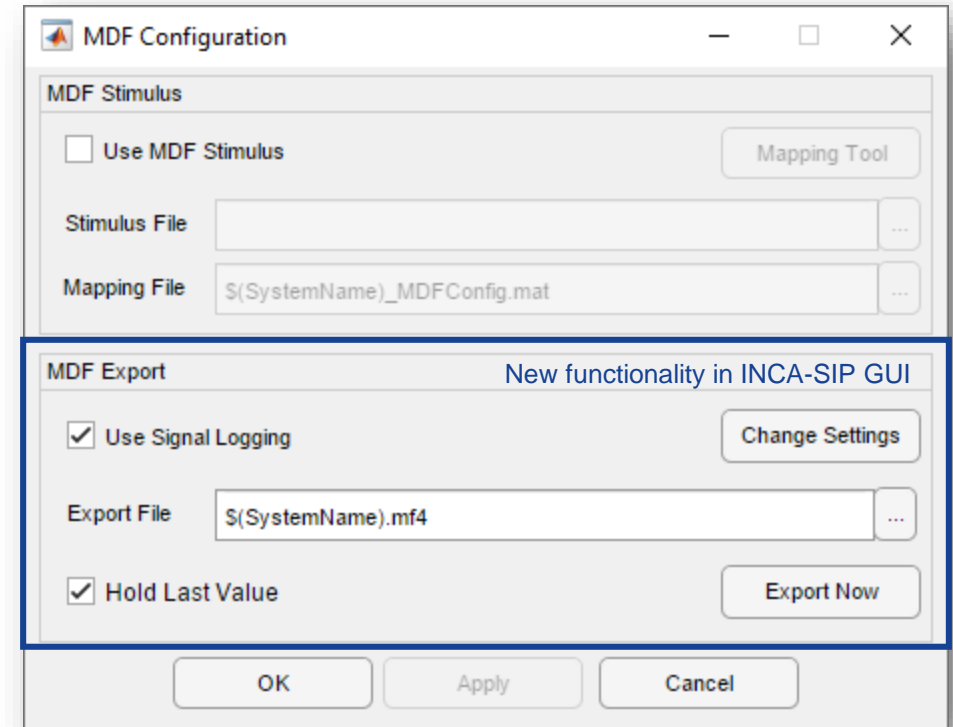 MDF Configuration
MDF Stimulus
Use MDF Stimulus
Mapping Tool
Stimulus File
...
Mapping File
$(SystemName)_MDFConfig.mat
...
MDF Export
New functionality in INCA-SIP GUI
Use Signal Logging
Change Settings
Export File
$(SystemName).mf4
...
Hold Last Value
Export Now
OK
Apply
Cancel